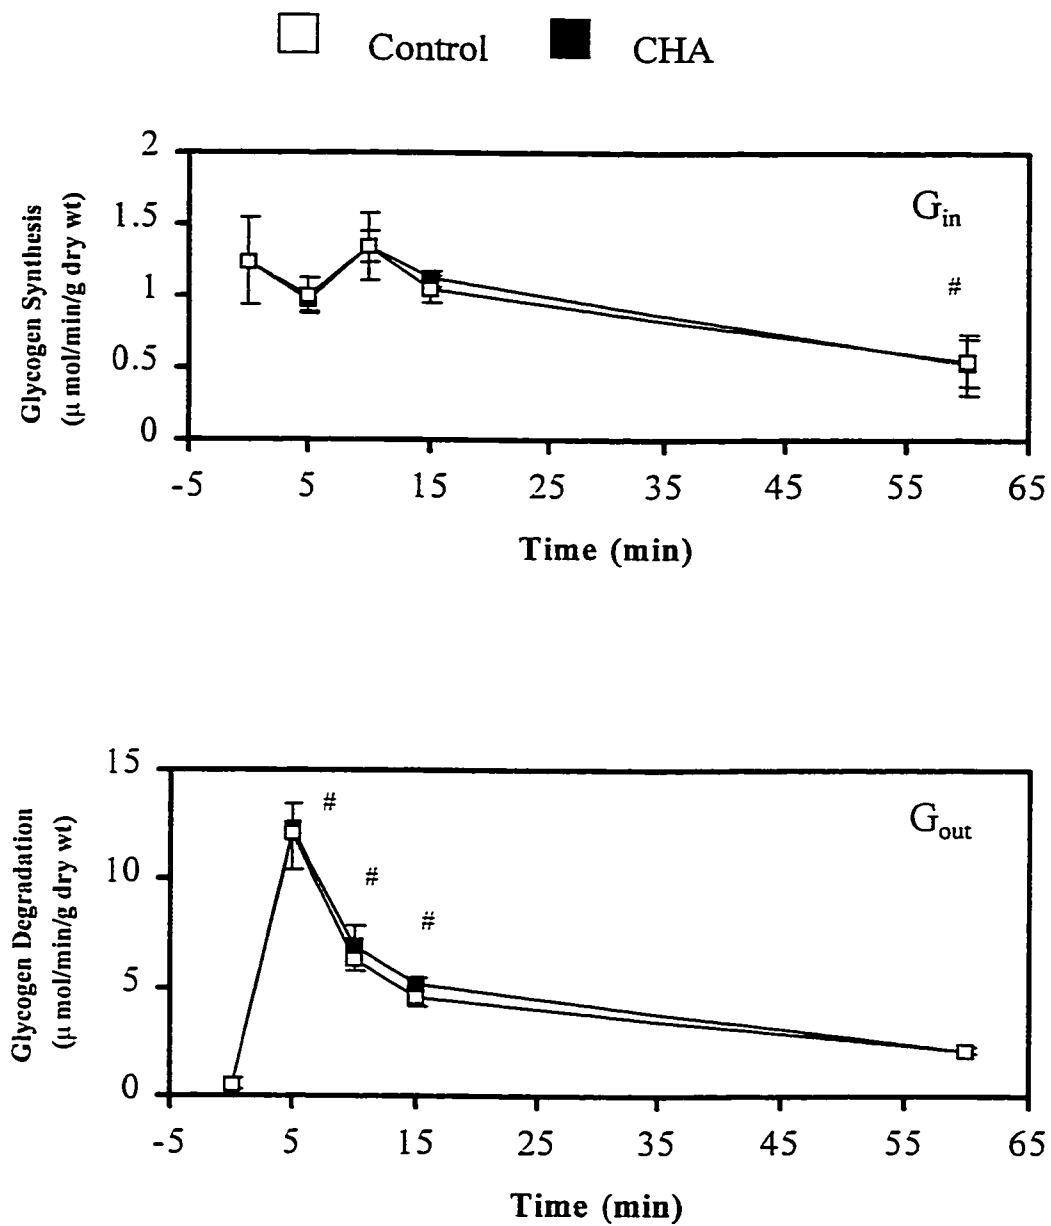 Control CHA
2
1.5
1
0.5
0
Glycogen Synthesis
(μ mol/min/g dry wt)
G_in
#
-5 5 15 25 35 45 55 65
Time (min)
15
10
5
0
Glycogen Degradation
(μ mol/min/g dry wt)
G_out
#
#
#
-5 5 15 25 35 45 55 65
Time (min)